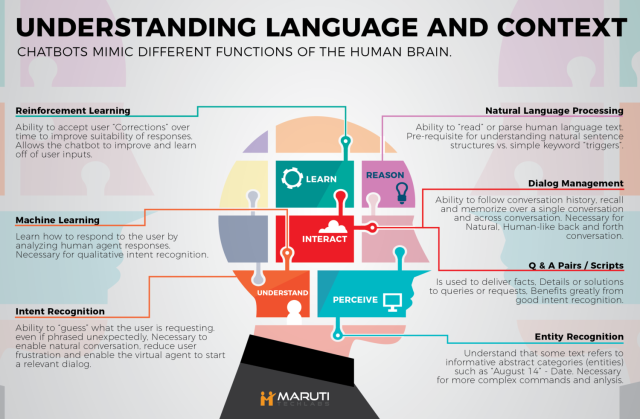 UNDERSTANDING LANGUAGE AND CONTEXT
CHATBOTS MIMIC DIFFERENT FUNCTIONS OF THE HUMAN BRAIN.
Reinforcement Learning
Ability to accept user "Corrections" over
time to improve suitability of responses.
Allows the chatbot to improve and learn
off of user inputs.
Machine Learning
Learn how to respond to the user by
analyzing human agent responses.
Necessary for qualitative intent recognition.
Intent Recognition
Ability to "guess" what the user is requesting,
even if phrased unexpectedly, Necessary to
enable natural conversation, reduce user
frustration and enable the virtual agent to start
a relevant dialog.
LEARN
REASON
INTERACT
UNDERSTAND
PERCEIVE
Natural Language Processing
Ability to "read" or parse human language text.
Pre-requisite for understanding natural sentence
structures vs. simple keyword "triggers".
Dialog Management
Ability to follow conversation history, recall
and memorize over a single conversation
and across conversation. Necessary for
Natural, Human-like back and forth
conversation.
Q & A Pairs / Scripts
Is used to deliver facts, Details or solutions
to queries or requests, Benefits greatly from
good intent recognition.
Entity Recognition
Understand that some text refers to
informative abstract categories (entities)
such as "August 14" - Date. Necessary
for more complex commands and anlysis.
MARUTI
TECHLABS